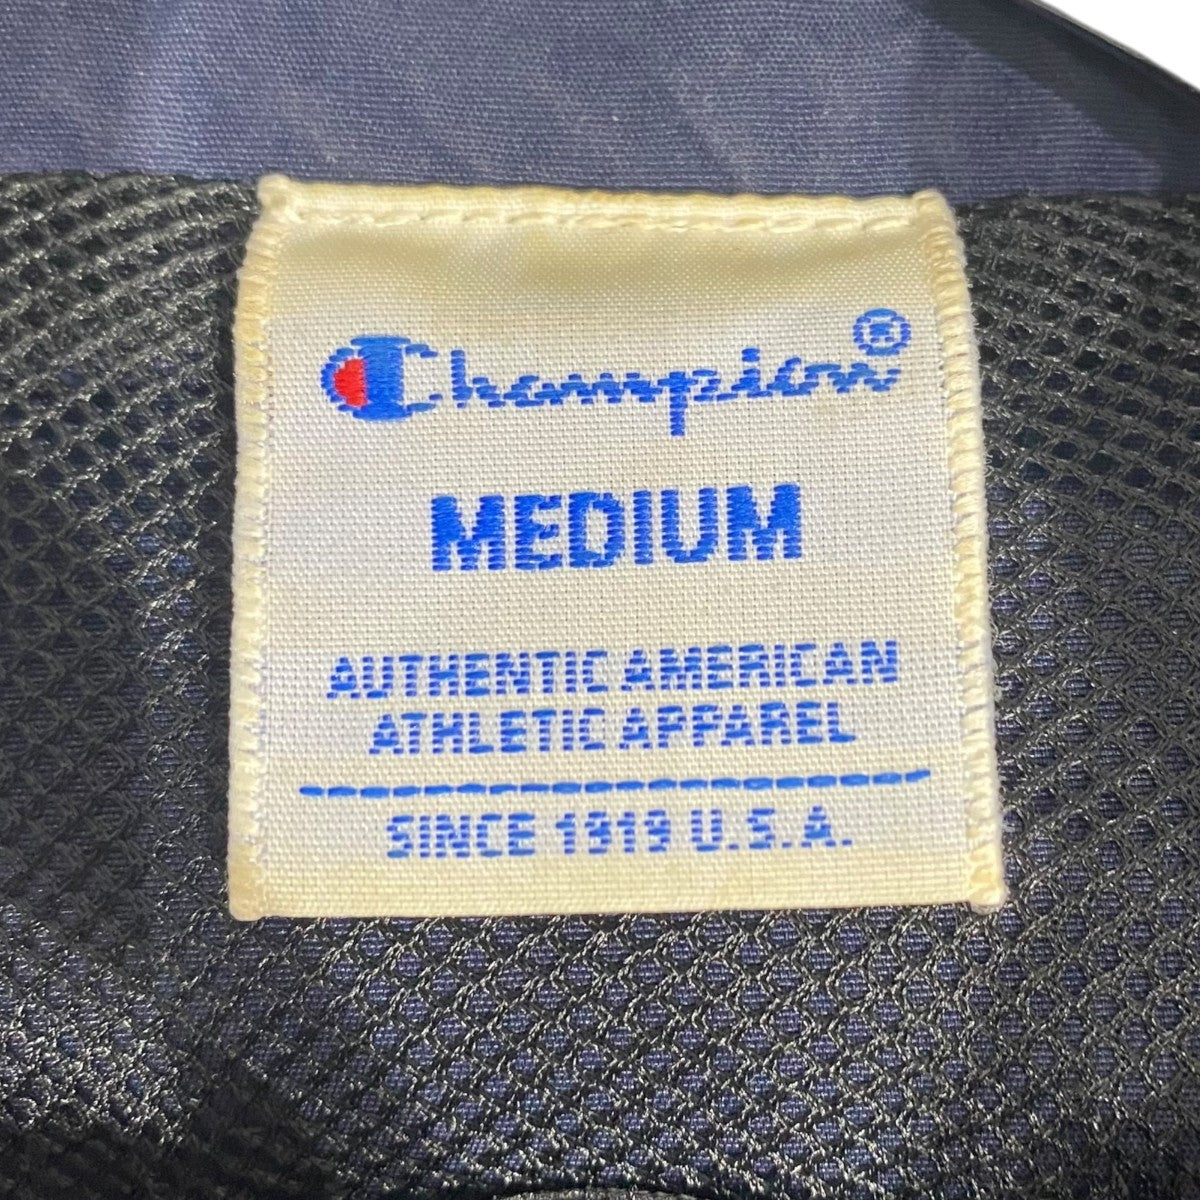 Champion®
MEDIUM
AUTHENTIC AMERICAN
ATHLETIC APPAREL
SINCE 1919 U.S.A.